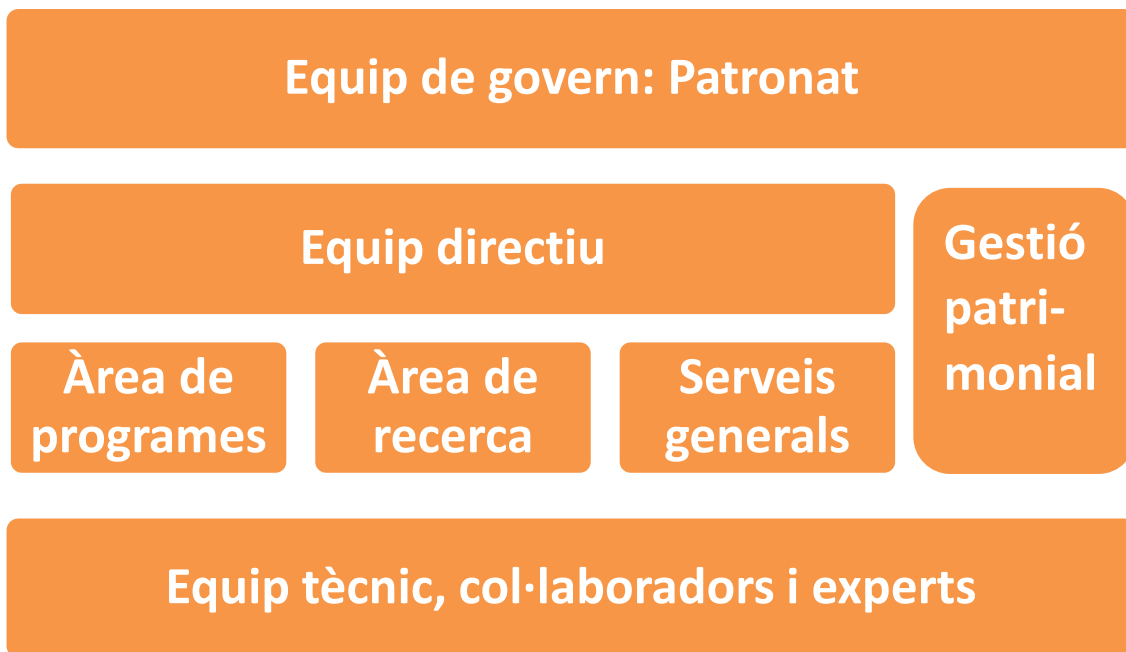 Equip de govern: Patronat
Equip directiu
Gestió
patri-
monial
Àrea de
programes
Àrea de
recerca
Serveis
generals
Equip tècnic, col·laboradors i experts